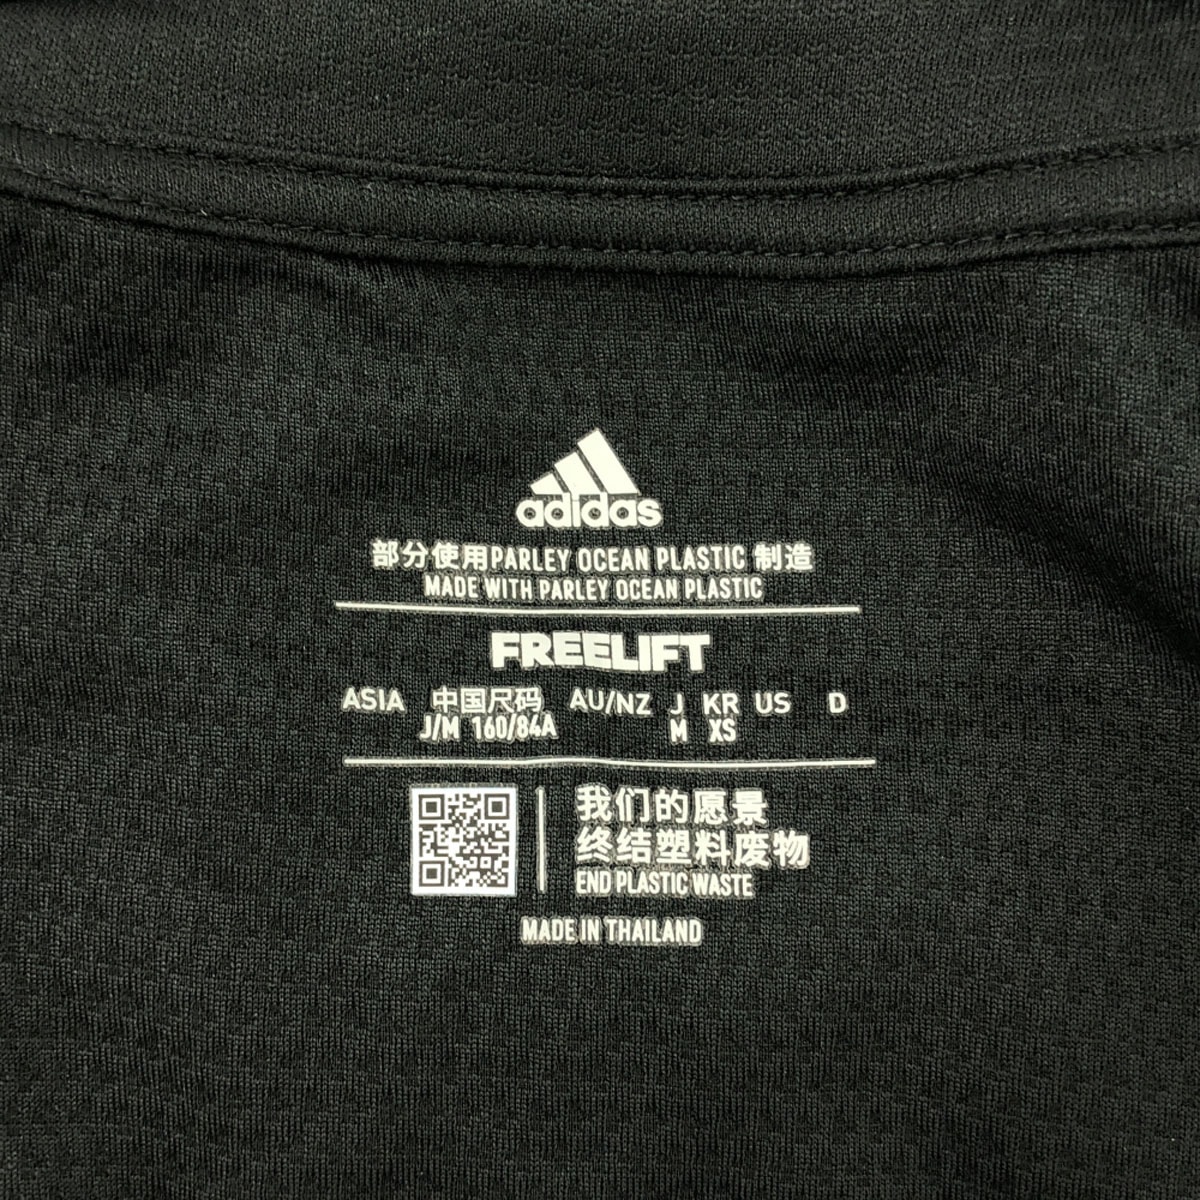 adidas
部分使用PARLEY OCEAN PLASTIC 制造
MADE WITH PARLEY OCEAN PLASTIC
FREELIFT
ASIA 中国尺码 AU/NZ J KR US D
J/M 160/84A M XS
我们的愿景
终结塑料废物
END PLASTIC WASTE
MADE IN THAILAND